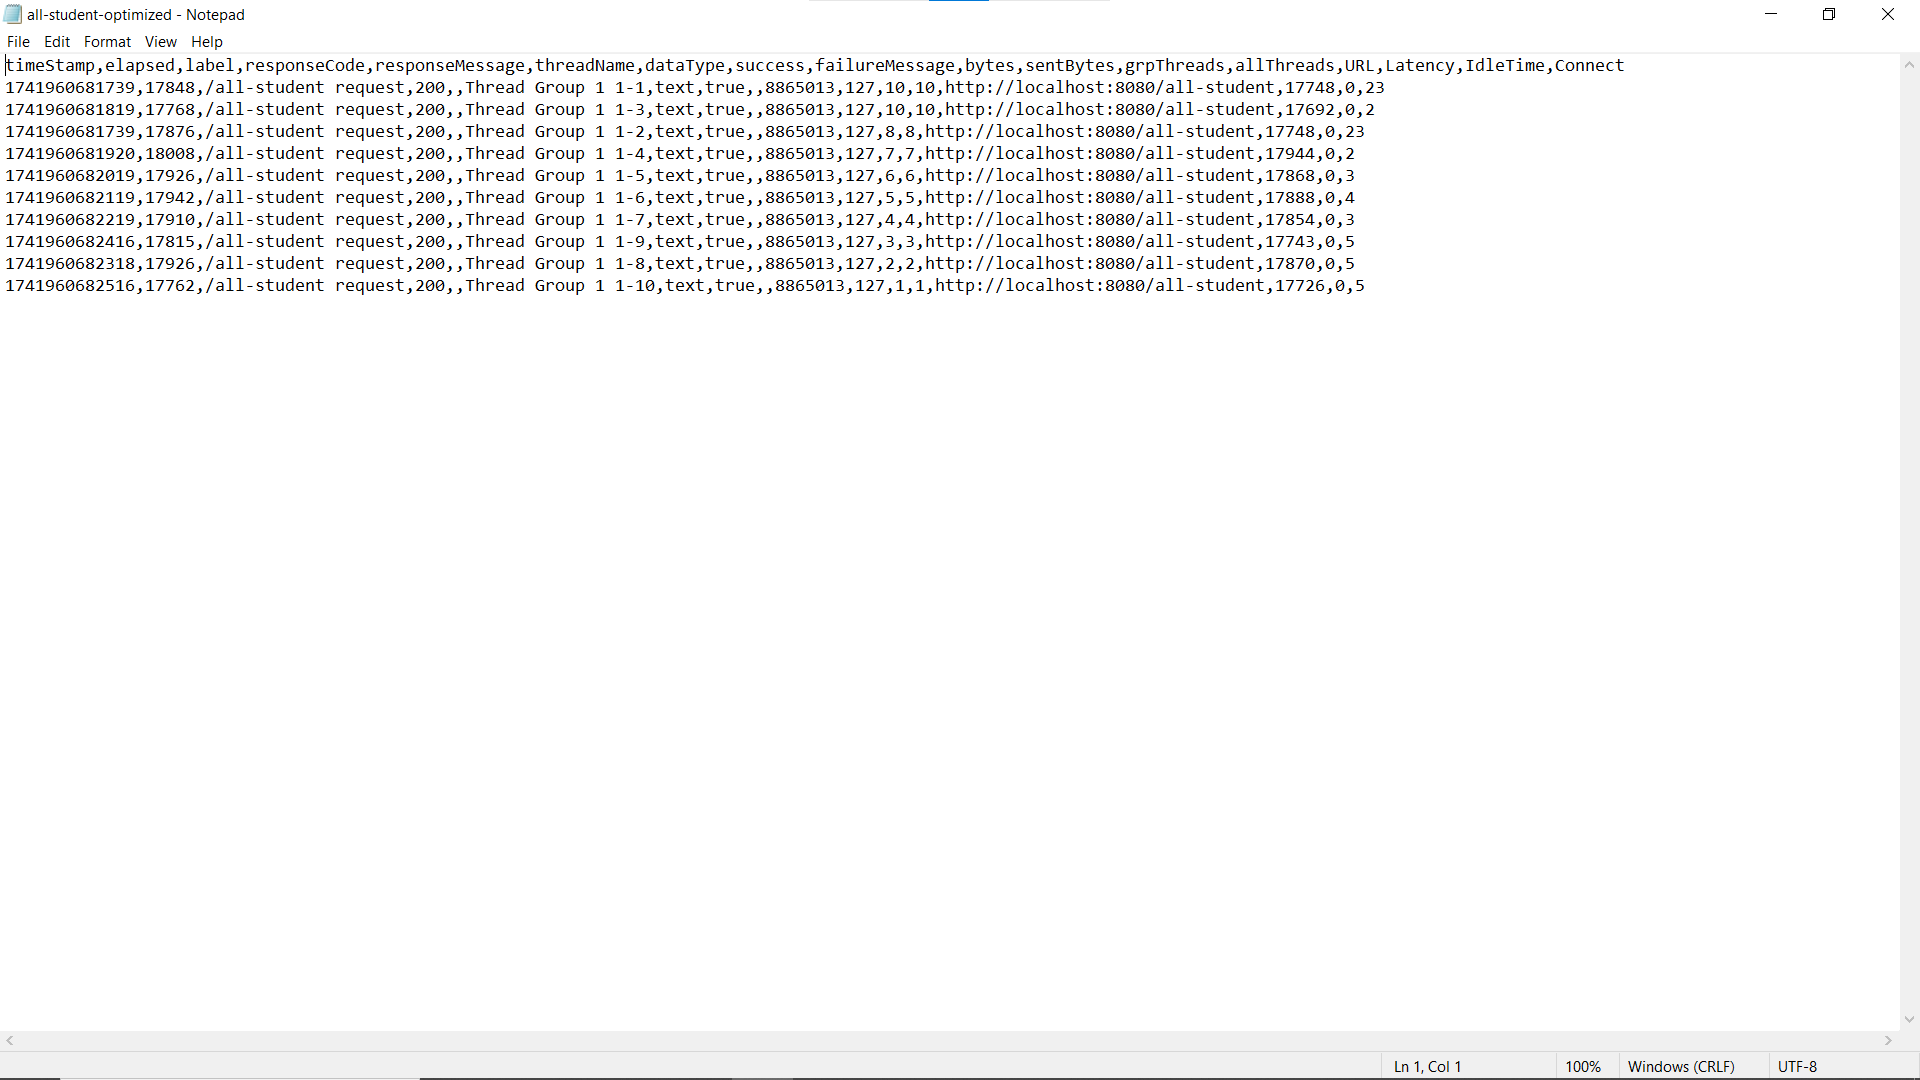 all-student-optimized - Notepad
File Edit Format View Help
timeStamp,elapsed,label,responseCode,responseMessage,threadName,dataType,success,failureMessage,bytes,sentBytes,grpThreads,allThreads,URL,Latency,IdleTime,Connect
1741960681739,17848,/all-student request,200,,Thread Group 1 1-1,text,true,,8865013,127,10,10,http://localhost:8080/all-student,17748,0,23
1741960681819,17768,/all-student request,200,,Thread Group 1 1-3,text,true,,8865013,127,10,10,http://localhost:8080/all-student,17692,0,2
1741960681739,17876,/all-student request,200,,Thread Group 1 1-2,text,true,,8865013,127,8,8,http://localhost:8080/all-student,17748,0,23
1741960681920,18008,/all-student request,200,,Thread Group 1 1-4,text,true,,8865013,127,7,7,http://localhost:8080/all-student,17944,0,2
1741960682019,17926,/all-student request,200,,Thread Group 1 1-5,text,true,,8865013,127,6,6,http://localhost:8080/all-student,17868,0,3
1741960682119,17942,/all-student request,200,,Thread Group 1 1-6,text,true,,8865013,127,5,5,http://localhost:8080/all-student,17888,0,4
1741960682219,17910,/all-student request,200,,Thread Group 1 1-7,text,true,,8865013,127,4,4,http://localhost:8080/all-student,17854,0,3
1741960682416,17815,/all-student request,200,,Thread Group 1 1-9,text,true,,8865013,127,3,3,http://localhost:8080/all-student,17743,0,5
1741960682318,17926,/all-student request,200,,Thread Group 1 1-8,text,true,,8865013,127,2,2,http://localhost:8080/all-student,17870,0,5
1741960682516,17762,/all-student request,200,,Thread Group 1 1-10,text,true,,8865013,127,1,1,http://localhost:8080/all-student,17726,0,5
Ln 1, Col 1 100% Windows (CRLF) UTF-8